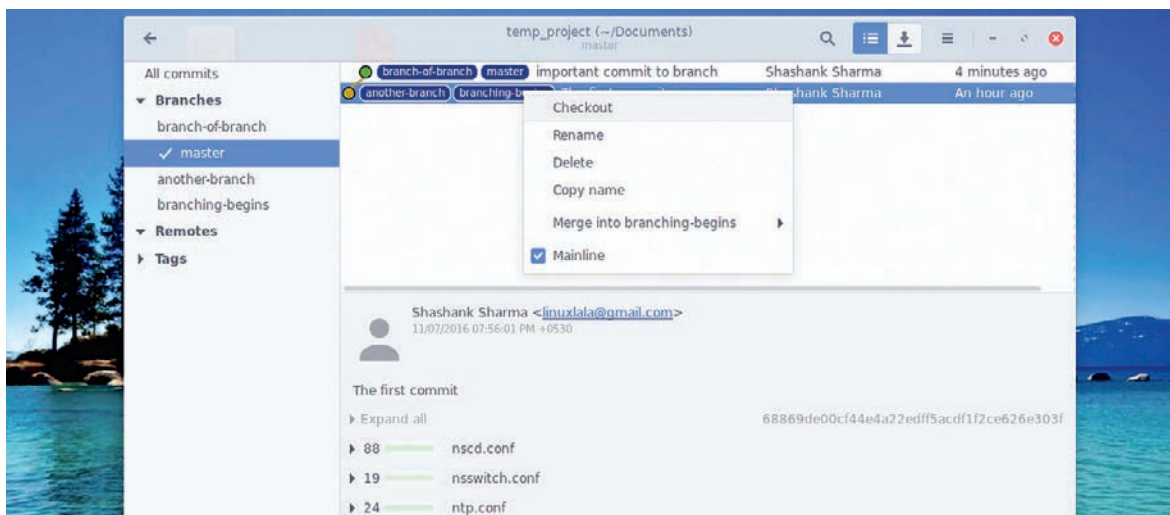 temp_project (~/Documents)
master
All commits
Branches
branch-of-branch
master
another-branch
branching-begins
Remotes
Tags
branch-of-branch master important commit to branch Shashank Sharma 4 minutes ago
another-branch Shashank Sharma An hour ago
Checkout
Rename
Delete
Copy name
Merge into branching-begins
Mainline
Shashank Sharma <linuxlala@gmail.com>
11/07/2016 07:56:01 PM +0530
The first commit
Expand all 68869de00cf44e4a22edff5acdf1f2ce626e303f
88 nscd.conf
19 nsswitch.conf
24 ntp.conf